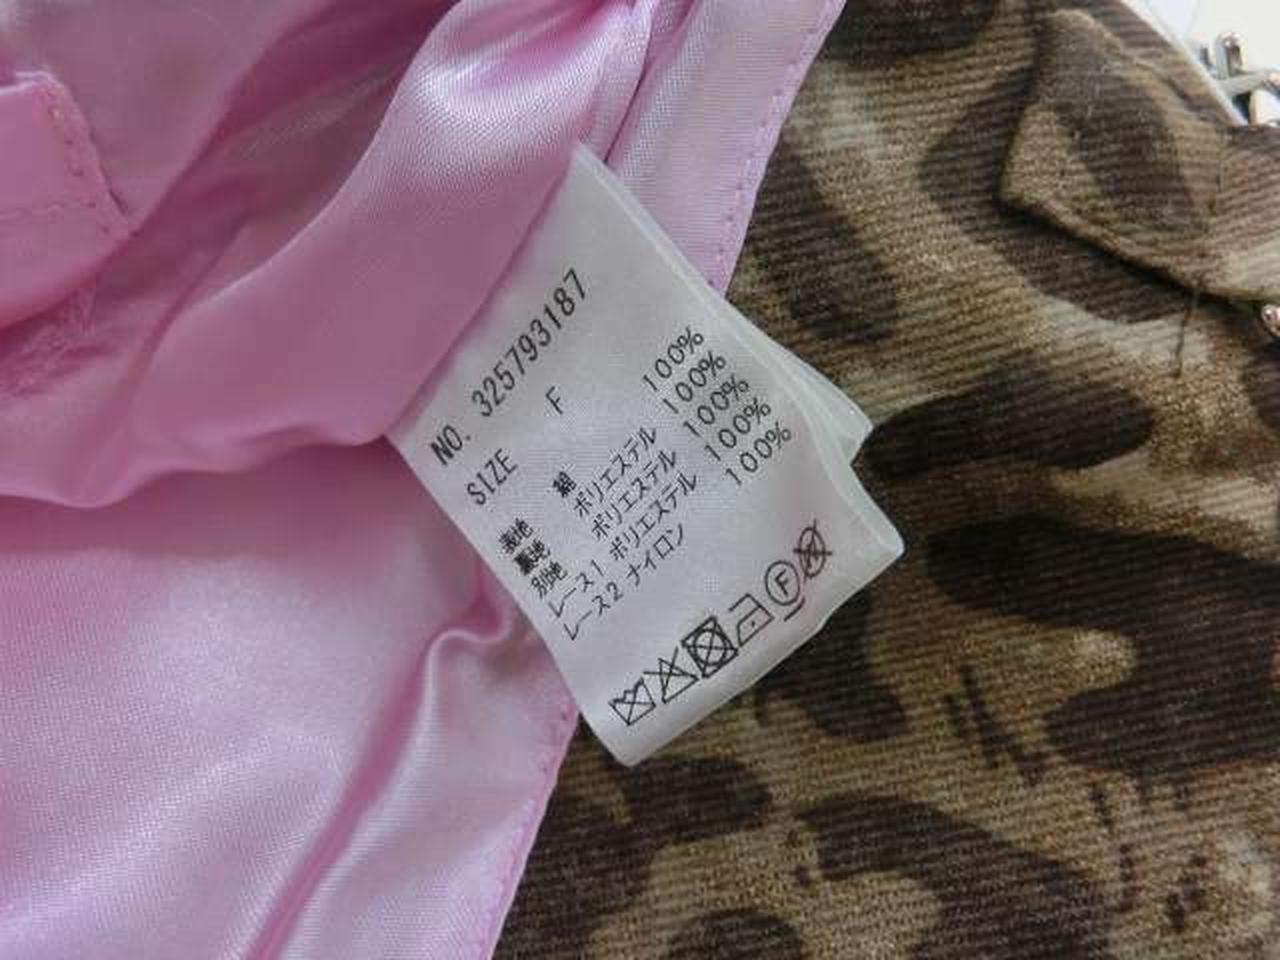 NO. 325793187
SIZE F
表地 綿 100%
裏地 ポリエステル 100%
別地 ポリエステル 100%
レース1 ポリエステル 100%
レース2 ナイロン 100%
F